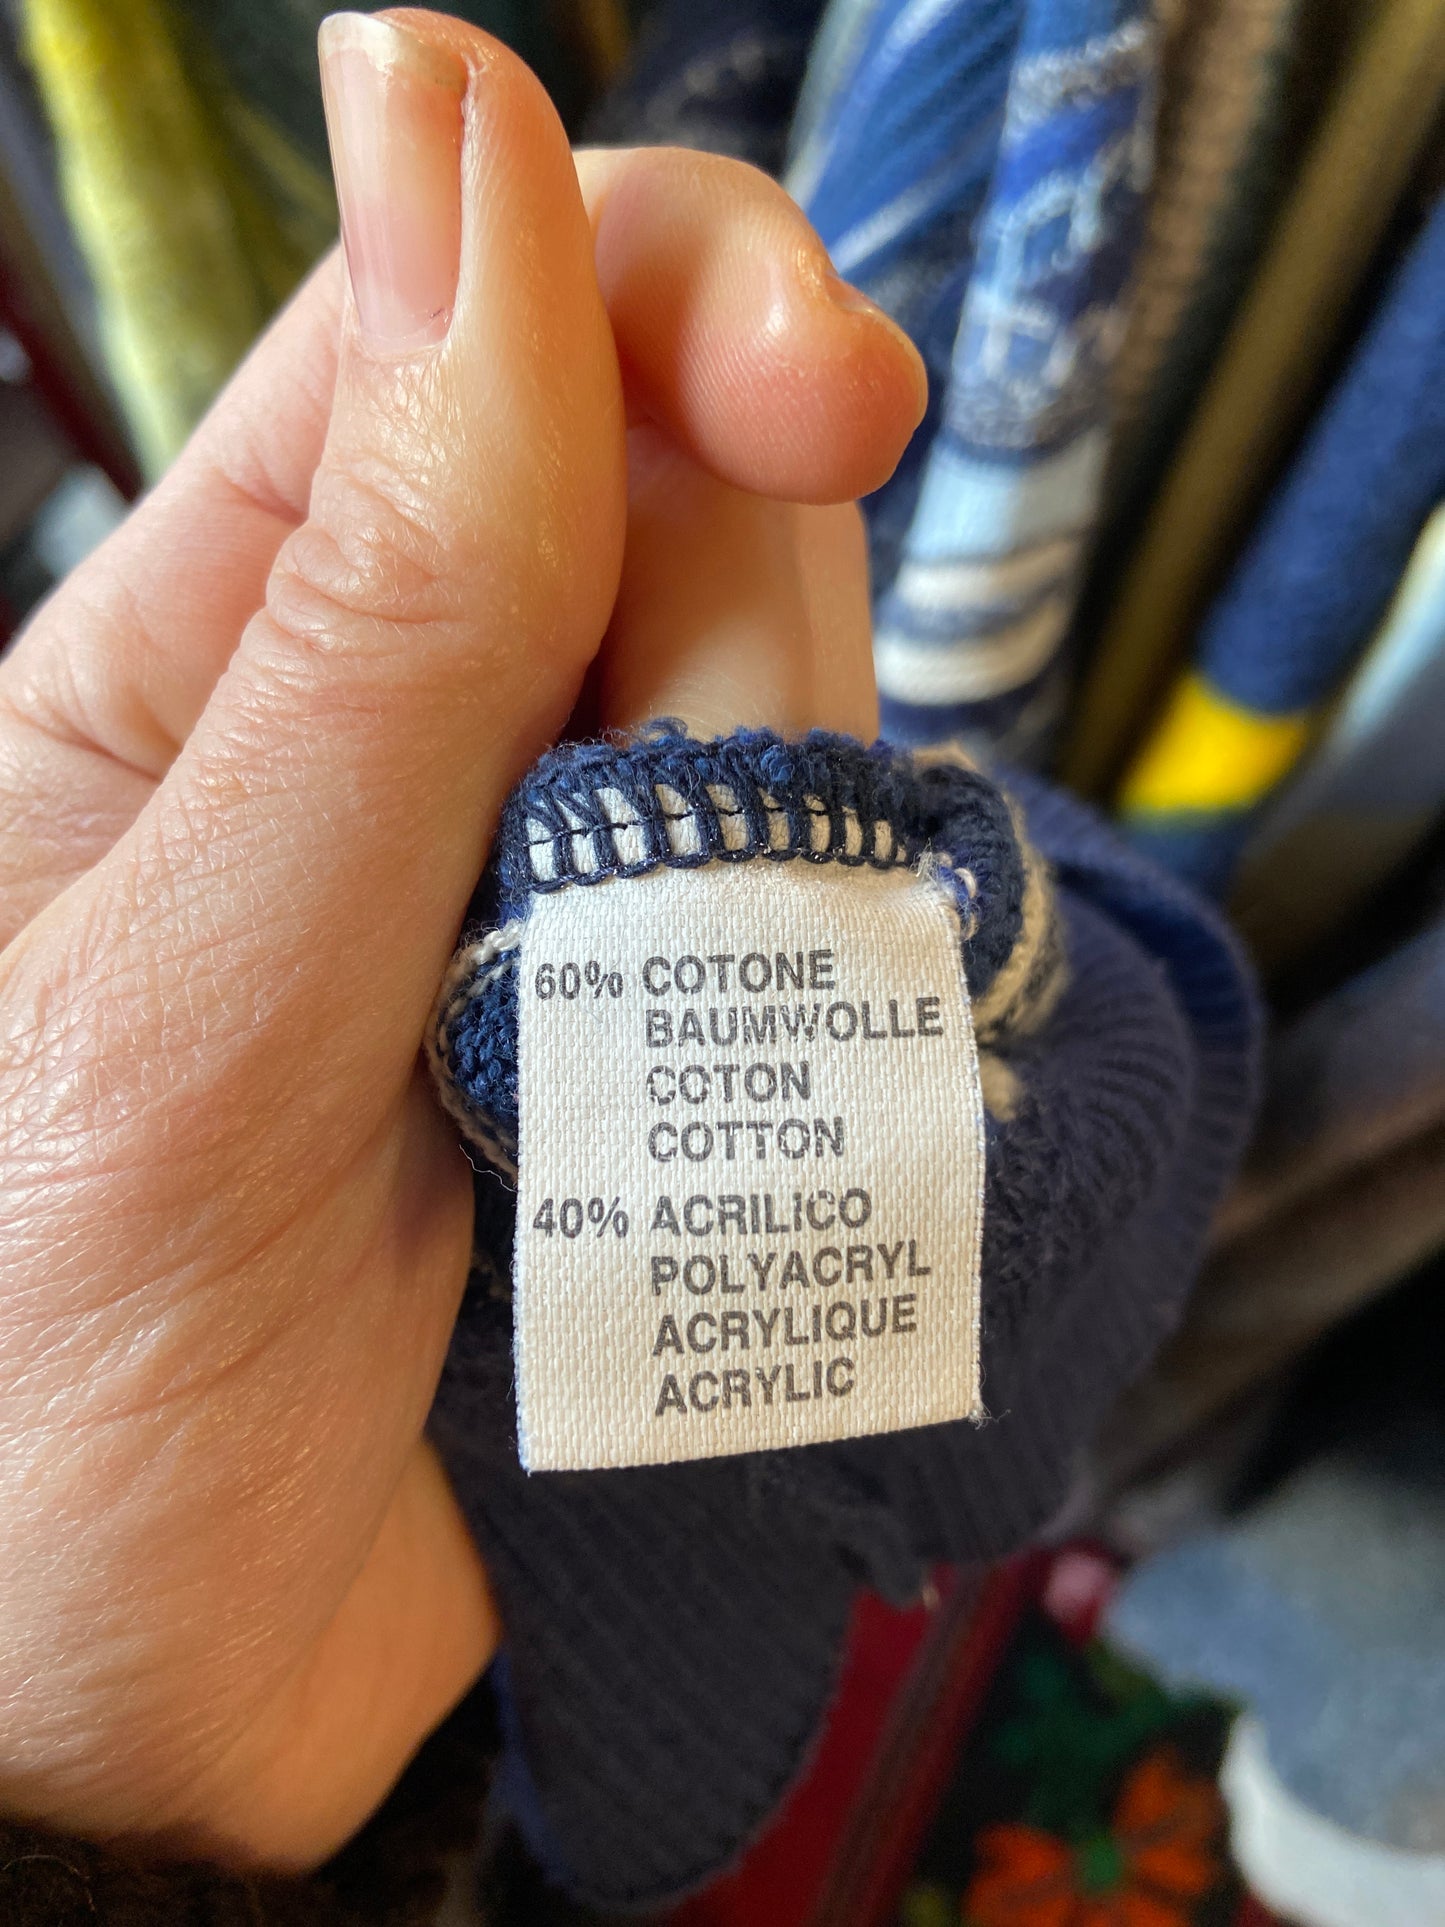 60% COTONE
BAUMWOLLE
COTON
COTTON
40% ACRILICO
POLYACRYL
ACRYLIQUE
ACRYLIC